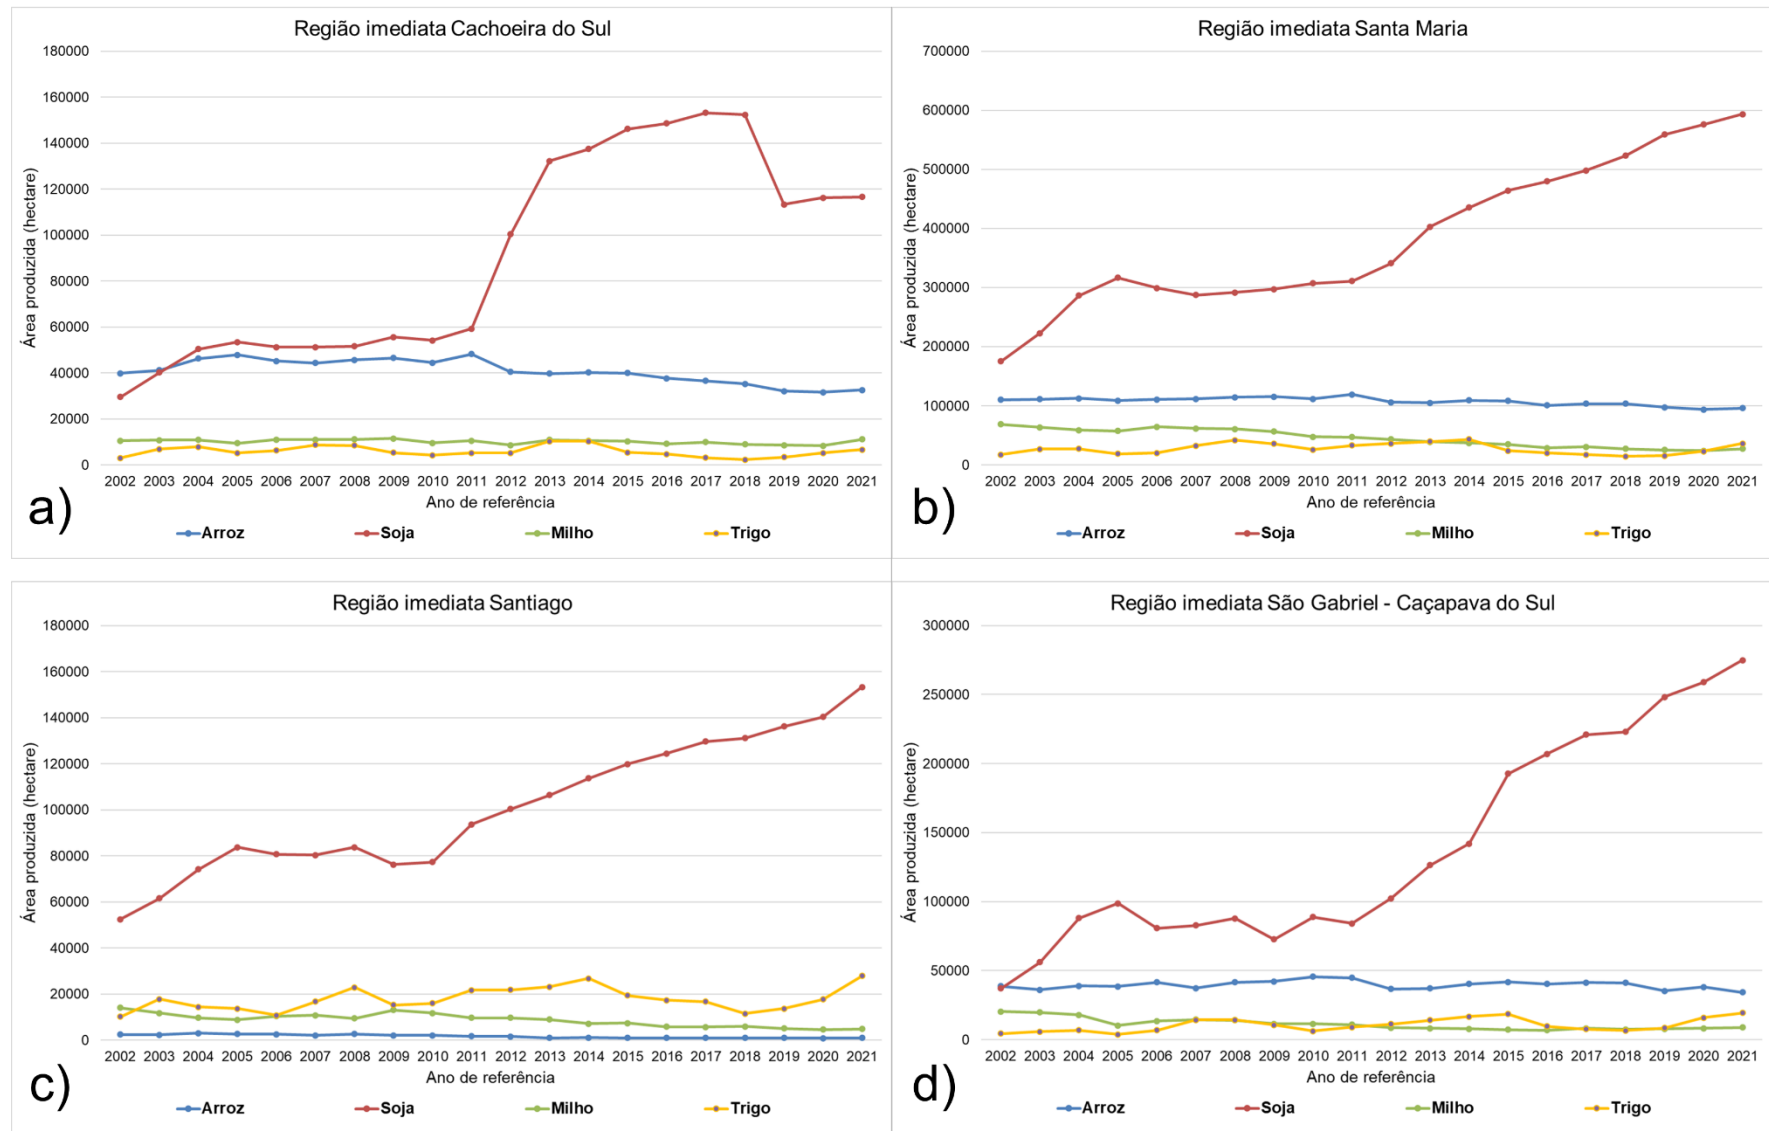 Região imediata Cachoeira do Sul
180000
160000
140000
120000
100000
80000
60000
40000
20000
0
Área produzida (hectare)
2002 2003 2004 2005 2006 2007 2008 2009 2010 2011 2012 2013 2014 2015 2016 2017 2018 2019 2020 2021
Ano de referência
a)
Arroz Soja Milho Trigo
Região imediata Santa Maria
700000
600000
500000
400000
300000
200000
100000
0
Área produzida (hectare)
2002 2003 2004 2005 2006 2007 2008 2009 2010 2011 2012 2013 2014 2015 2016 2017 2018 2019 2020 2021
Ano de referência
b)
Arroz Soja Milho Trigo
Região imediata Santiago
180000
160000
140000
120000
100000
80000
60000
40000
20000
0
Área produzida (hectare)
2002 2003 2004 2005 2006 2007 2008 2009 2010 2011 2012 2013 2014 2015 2016 2017 2018 2019 2020 2021
Ano de referência
c)
Arroz Soja Milho Trigo
Região imediata São Gabriel - Caçapava do Sul
300000
250000
200000
150000
100000
50000
0
Área produzida (hectare)
2002 2003 2004 2005 2006 2007 2008 2009 2010 2011 2012 2013 2014 2015 2016 2017 2018 2019 2020 2021
Ano de referência
d)
Arroz Soja Milho Trigo